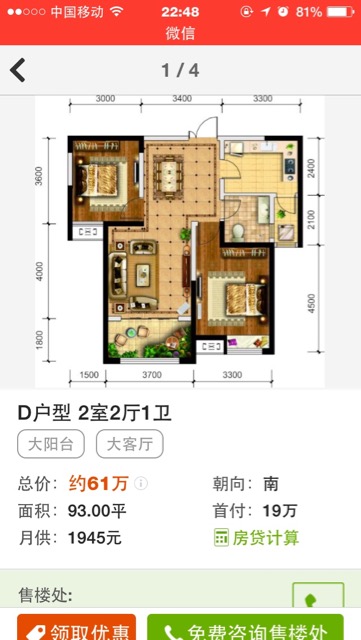 中国移动 22:48 81%
微信
1 / 4
3000 3400 3300
3600
4000
1800
2400
2100
4500
1500 3700 3300
D户型 2室2厅1卫
大阳台 大客厅
总价: 约61万 朝向: 南
面积: 93.00平 首付: 19万
月供: 1945元 房贷计算
售楼处:
领取优惠 免费咨询售楼处